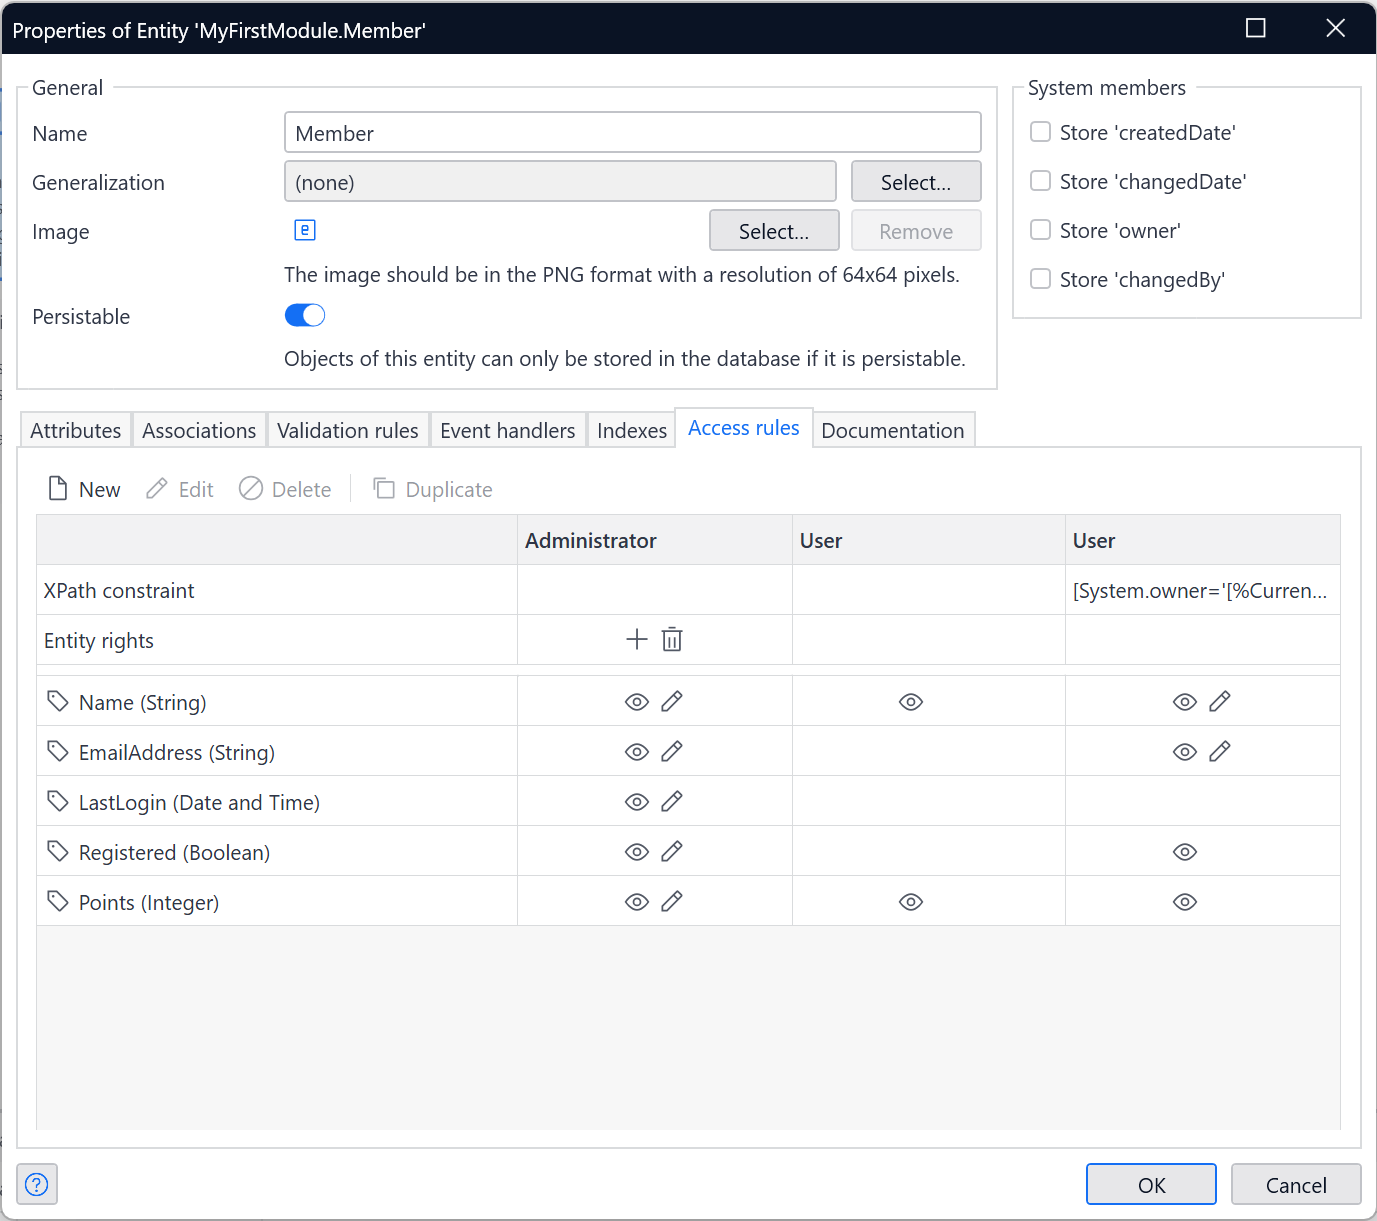 Properties of Entity 'MyFirstModule.Member'
General
Name
Member
Generalization
(none)
Select...
Image
Select...
Remove
The image should be in the PNG format with a resolution of 64x64 pixels.
Persistable
Objects of this entity can only be stored in the database if it is persistable.
System members
Store 'createdDate'
Store 'changedDate'
Store 'owner'
Store 'changedBy'
Attributes
Associations
Validation rules
Event handlers
Indexes
Access rules
Documentation
New
Edit
Delete
Duplicate
Administrator
User
User
XPath constraint
[System.owner='[%Curren...
Entity rights
Name (String)
EmailAddress (String)
LastLogin (Date and Time)
Registered (Boolean)
Points (Integer)
OK
Cancel